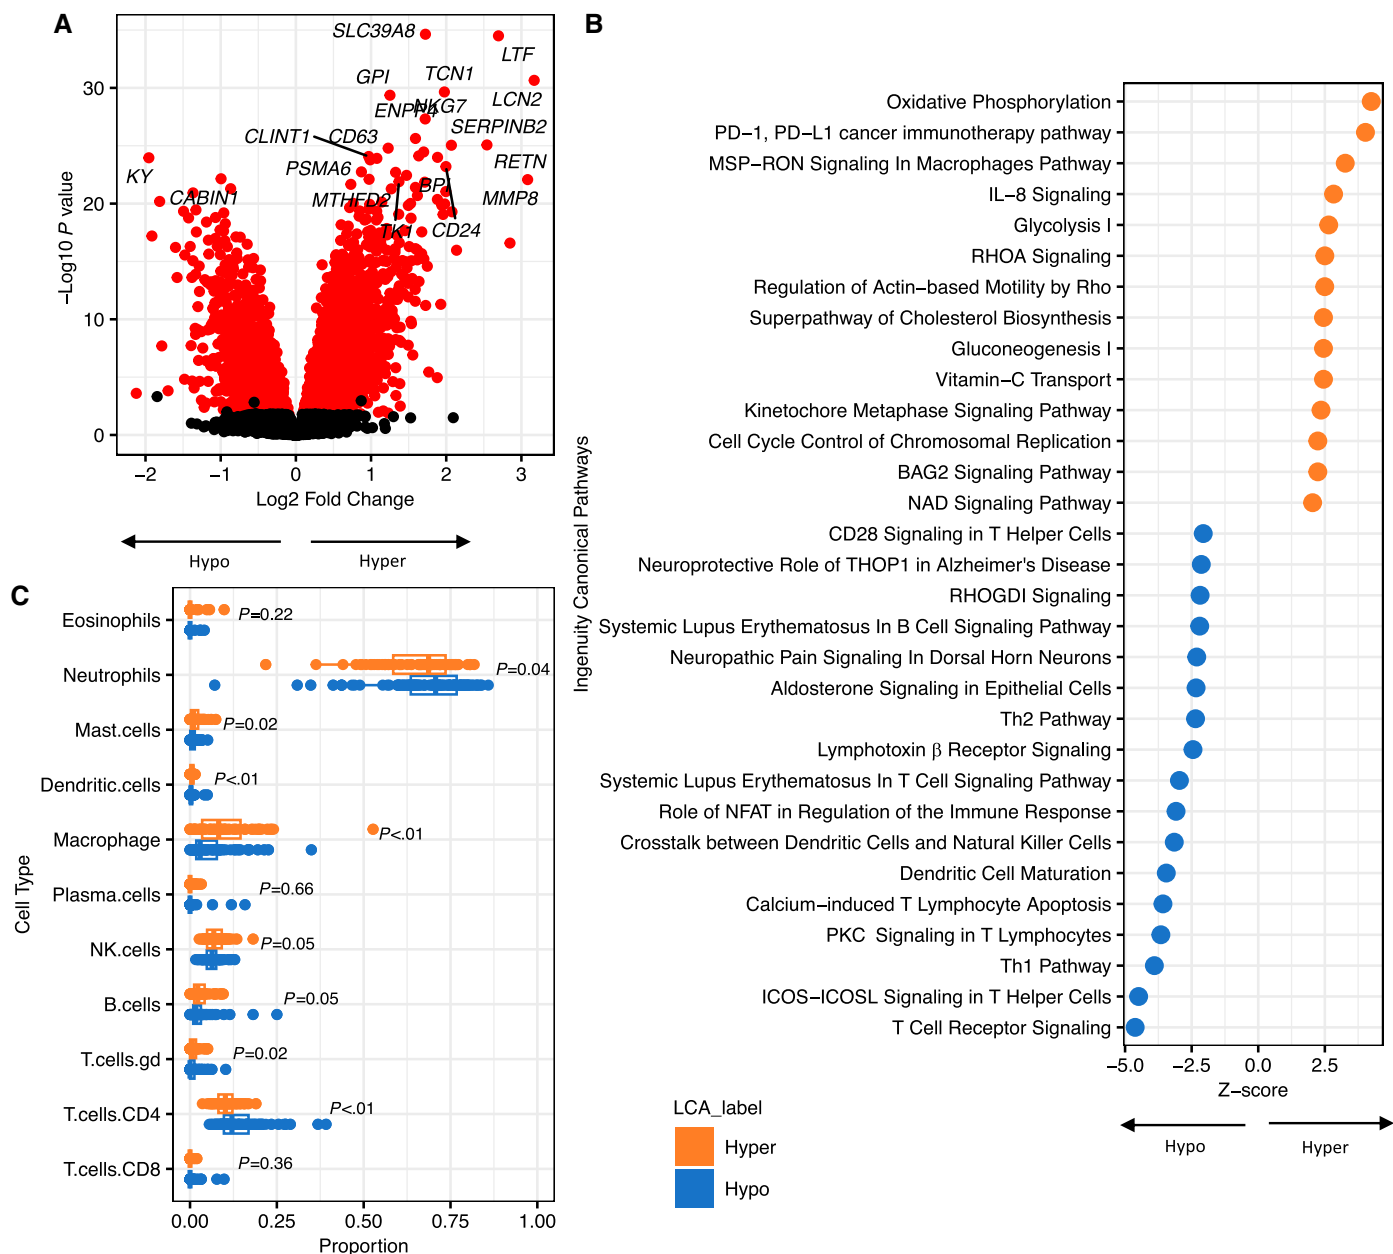 A
SLC39A8
LTF
GPI
TCN1
LCN2
ENPP4
NKG7
SERPINB2
CLINT1
CD63
RETN
PSMA6
KY
BPI
MMP8
CABIN1
MTHFD2
TK1
CD24
−Log10 P value
30
20
10
0
−2 −1 0 1 2 3
Log2 Fold Change
Hypo
Hyper
B
Ingenuity Canonical Pathways
Oxidative Phosphorylation
PD−1, PD−L1 cancer immunotherapy pathway
MSP−RON Signaling In Macrophages Pathway
IL−8 Signaling
Glycolysis I
RHOA Signaling
Regulation of Actin−based Motility by Rho
Superpathway of Cholesterol Biosynthesis
Gluconeogenesis I
Vitamin−C Transport
Kinetochore Metaphase Signaling Pathway
Cell Cycle Control of Chromosomal Replication
BAG2 Signaling Pathway
NAD Signaling Pathway
CD28 Signaling in T Helper Cells
Neuroprotective Role of THOP1 in Alzheimer's Disease
RHOGDI Signaling
Systemic Lupus Erythematosus In B Cell Signaling Pathway
Neuropathic Pain Signaling In Dorsal Horn Neurons
Aldosterone Signaling in Epithelial Cells
Th2 Pathway
Lymphotoxin β Receptor Signaling
Systemic Lupus Erythematosus In T Cell Signaling Pathway
Role of NFAT in Regulation of the Immune Response
Crosstalk between Dendritic Cells and Natural Killer Cells
Dendritic Cell Maturation
Calcium−induced T Lymphocyte Apoptosis
PKC Signaling in T Lymphocytes
Th1 Pathway
ICOS−ICOSL Signaling in T Helper Cells
T Cell Receptor Signaling
−5.0 −2.5 0.0 2.5
Z−score
Hypo
Hyper
C
Cell Type
Eosinophils P=0.22
Neutrophils P=0.04
Mast.cells P=0.02
Dendritic.cells P<.01
Macrophage P<.01
Plasma.cells P=0.66
NK.cells P=0.05
B.cells P=0.05
T.cells.gd P=0.02
T.cells.CD4 P<.01
T.cells.CD8 P=0.36
0.00 0.25 0.50 0.75 1.00
Proportion
LCA_label
Hyper
Hypo